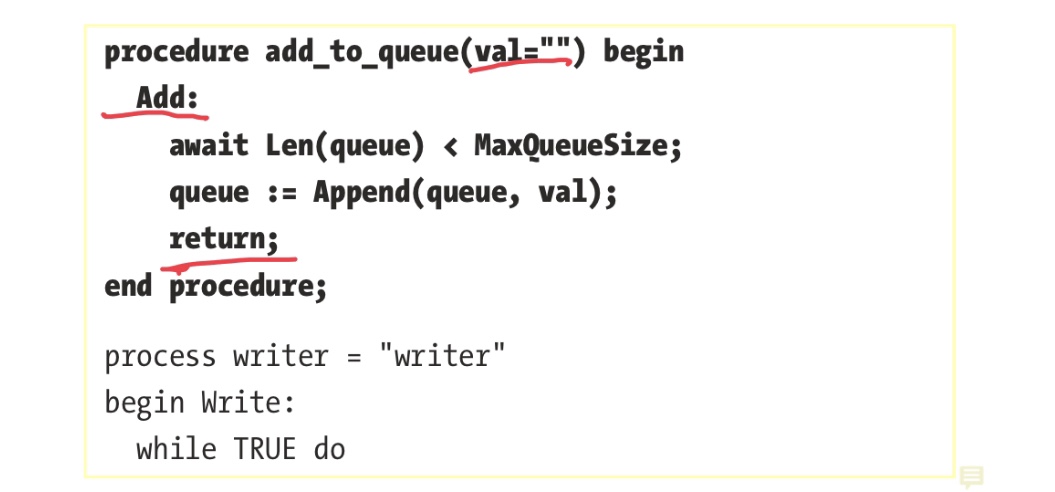 procedure add_to_queue(val="") begin
Add:
await Len(queue) < MaxQueueSize;
queue := Append(queue, val);
return;
end procedure;
process writer = "writer"
begin Write:
while TRUE do